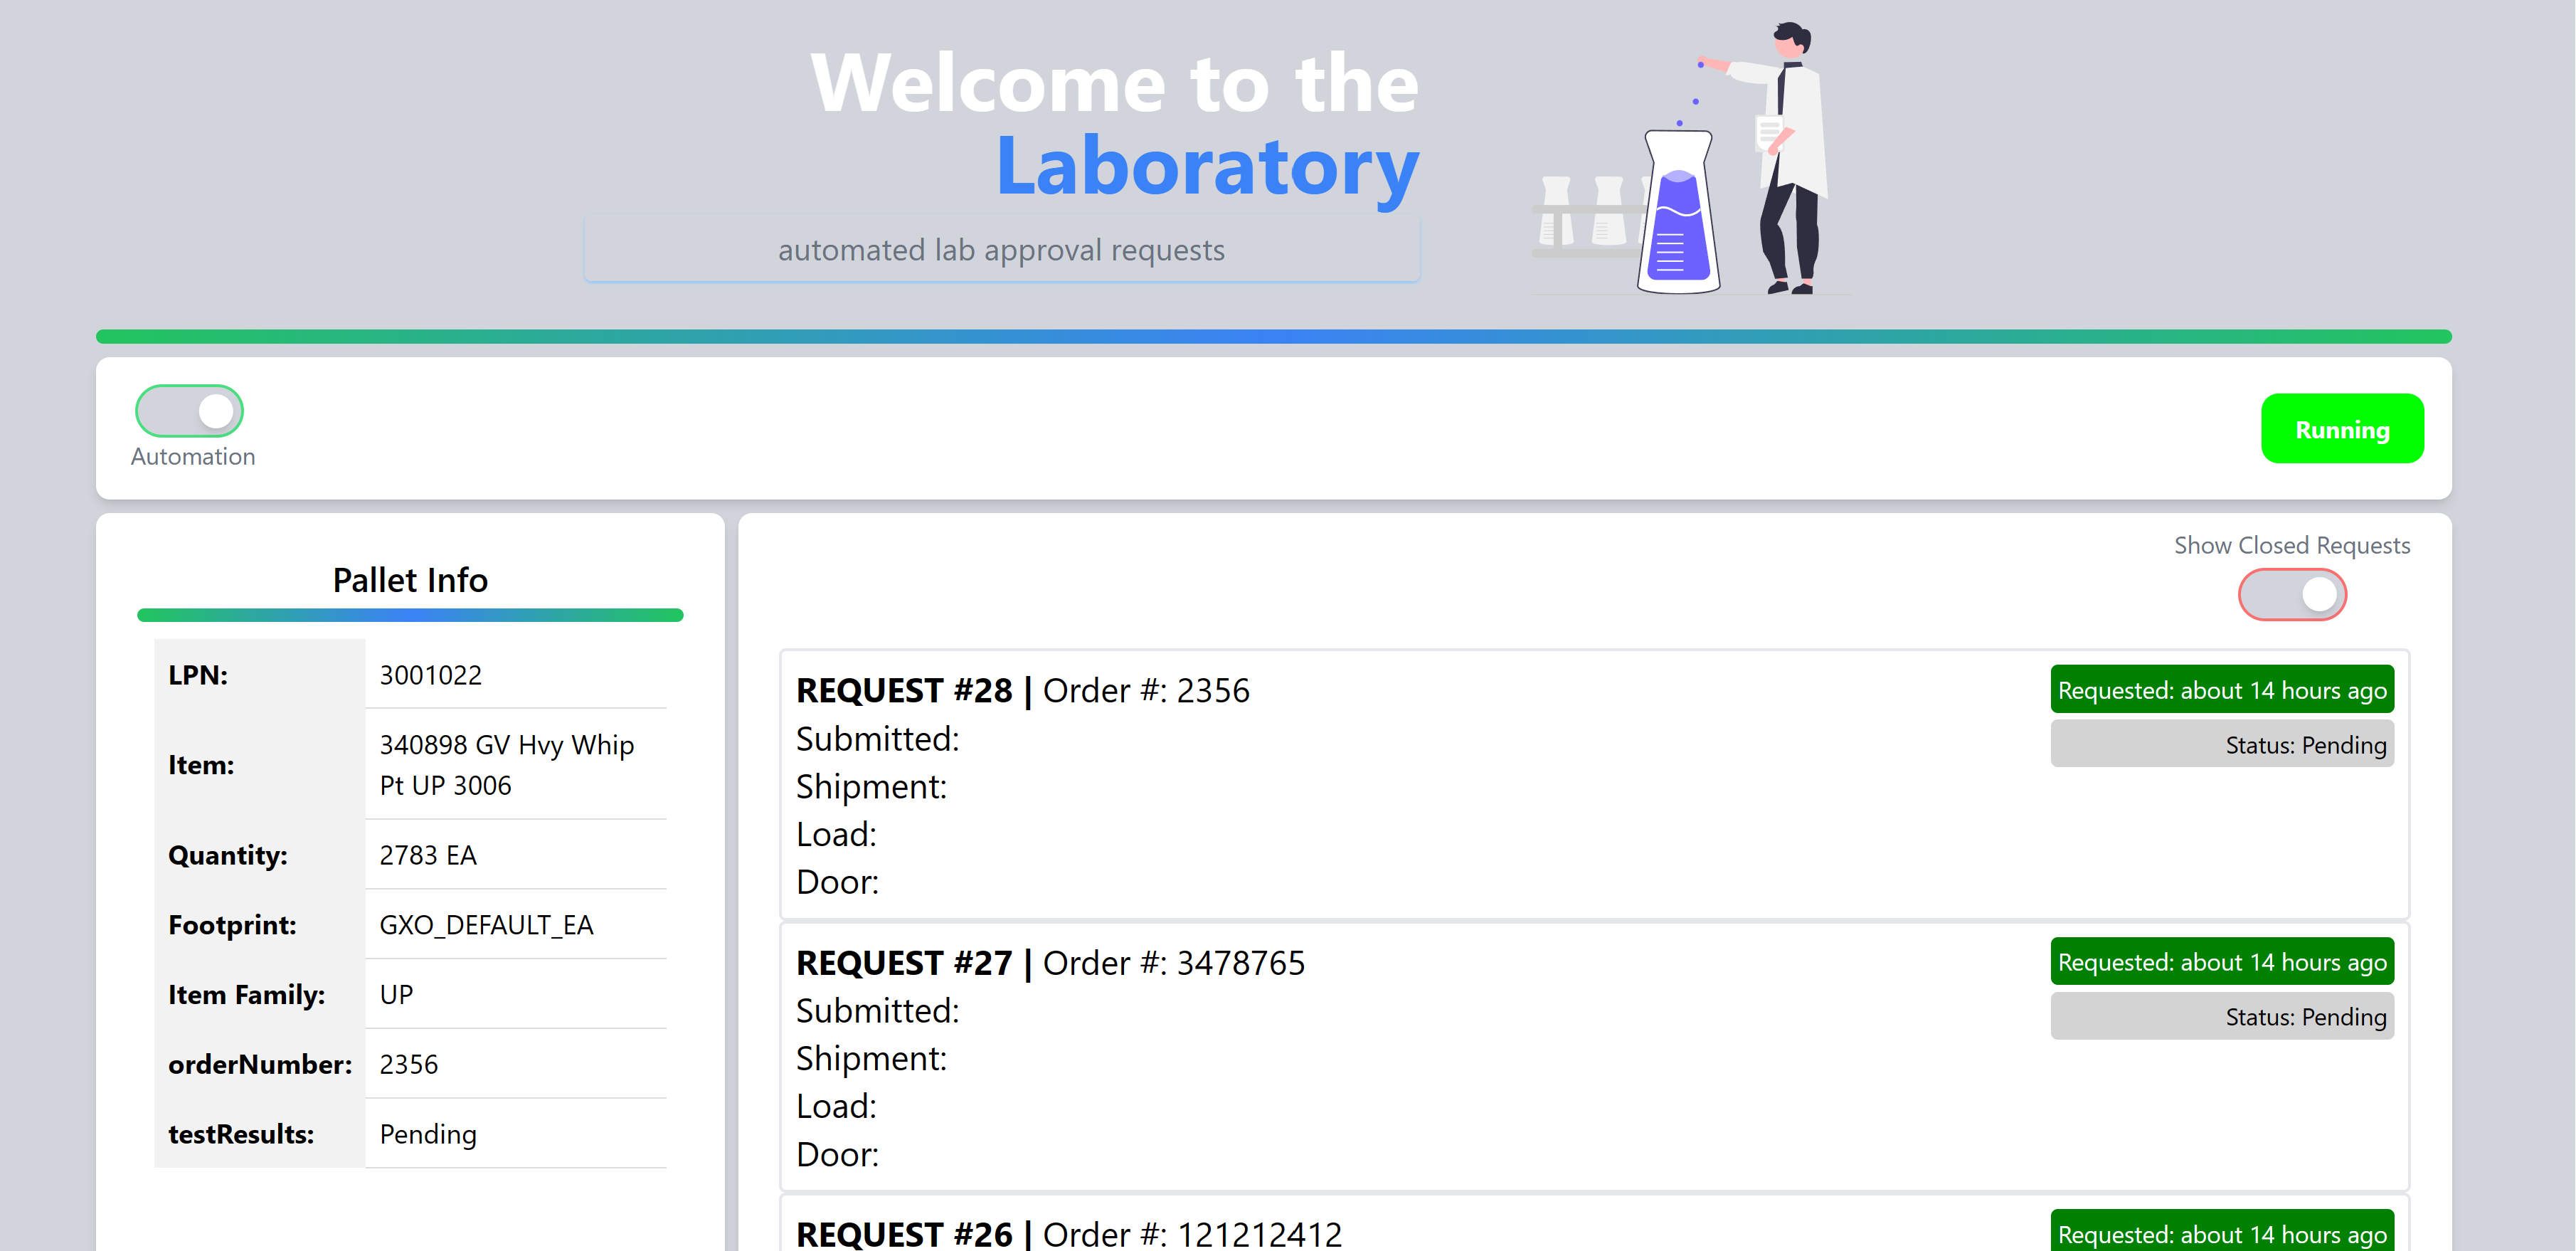 Welcome to the
Laboratory
automated lab approval requests
Automation
Running
Pallet Info
LPN: 3001022
Item: 340898 GV Hvy Whip
Pt UP 3006
Quantity: 2783 EA
Footprint: GXO_DEFAULT_EA
Item Family: UP
orderNumber: 2356
testResults: Pending
Show Closed Requests
REQUEST #28 | Order #: 2356
Requested: about 14 hours ago
Submitted:
Status: Pending
Shipment:
Load:
Door:
REQUEST #27 | Order #: 3478765
Requested: about 14 hours ago
Submitted:
Status: Pending
Shipment:
Load:
Door:
REQUEST #26 | Order #: 121212412
Requested: about 14 hours ago